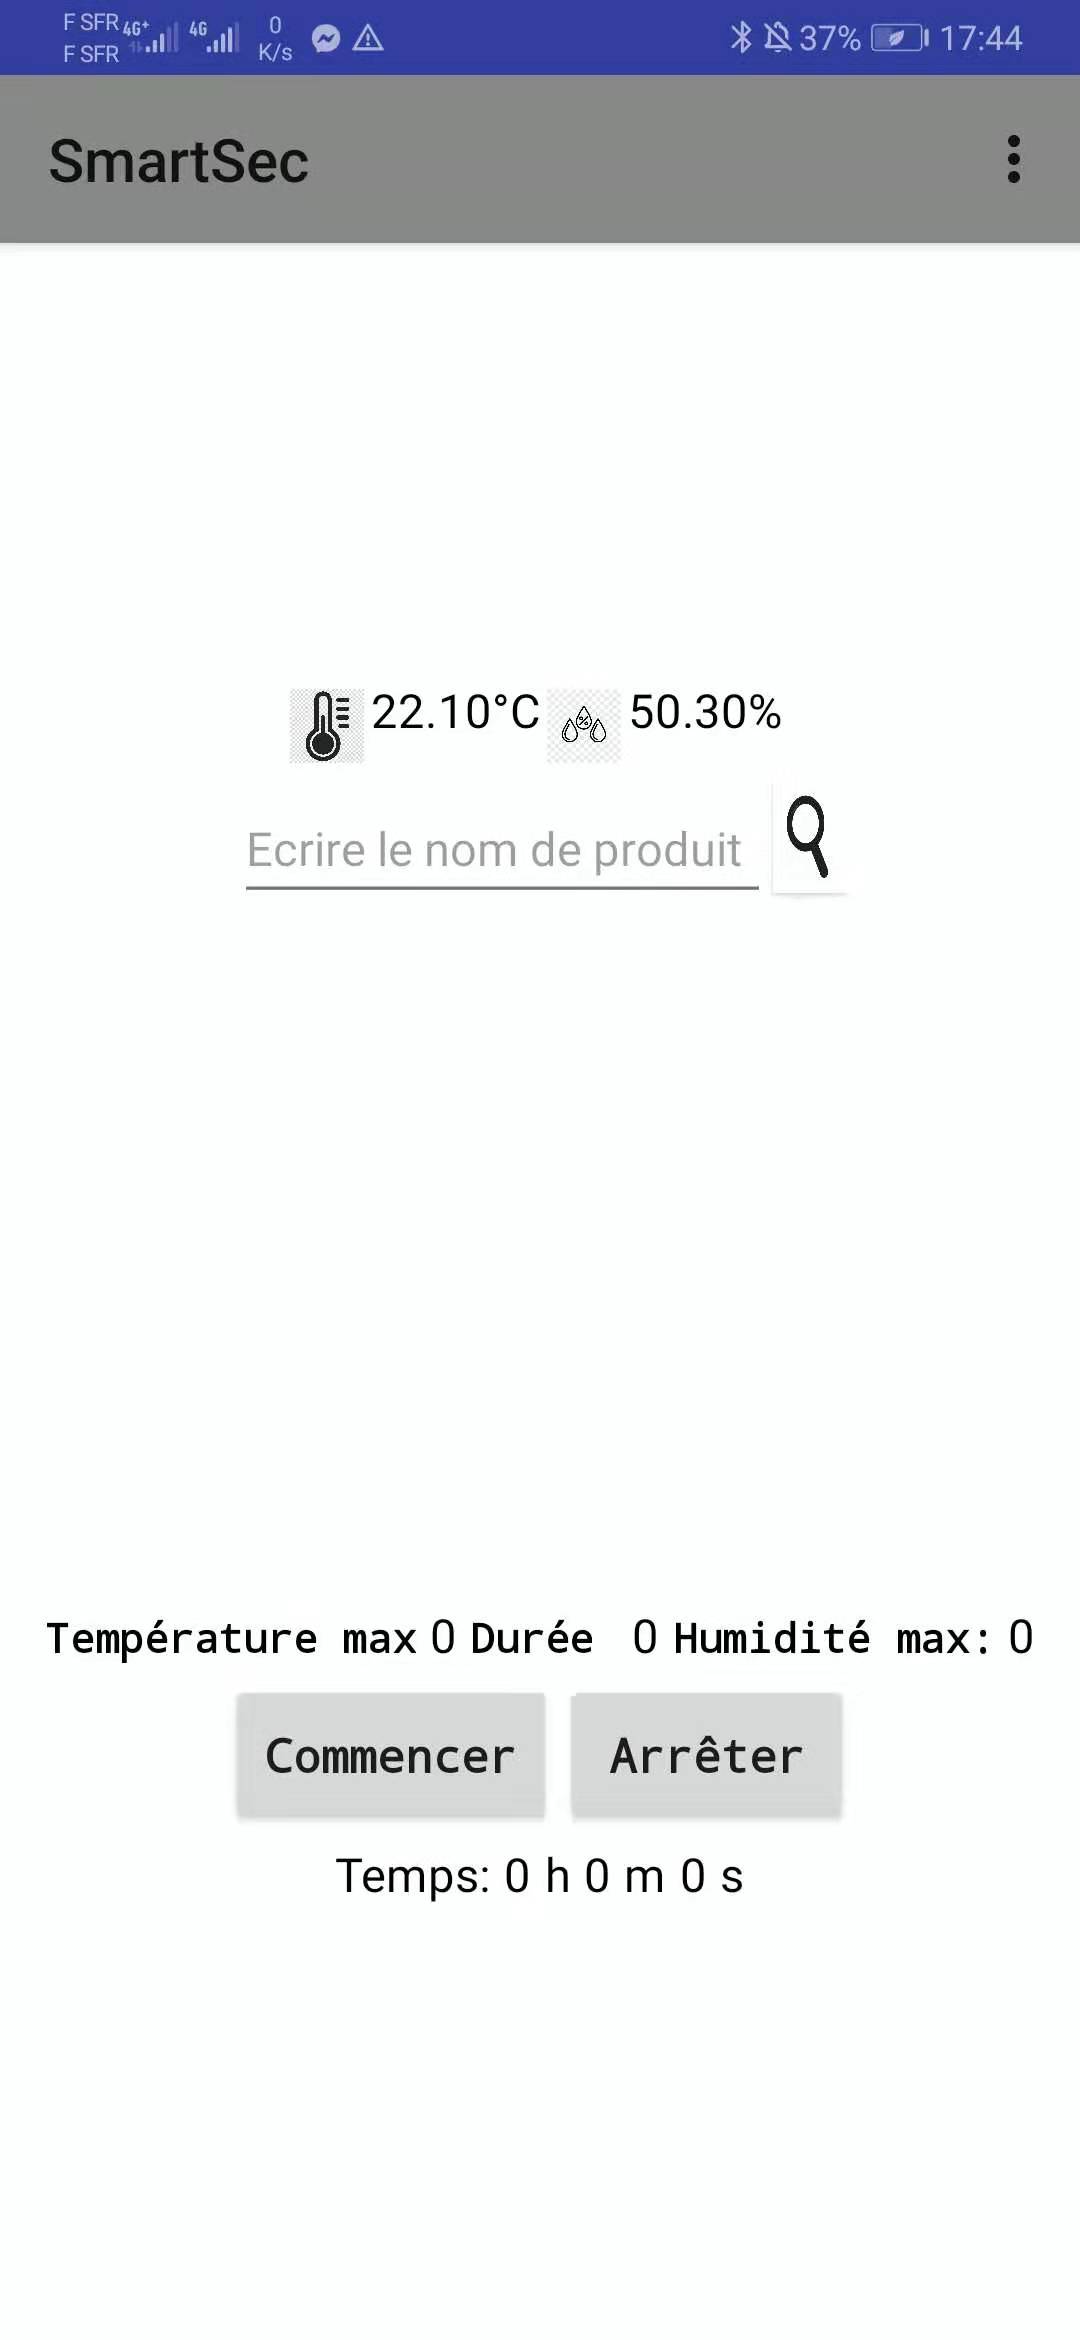 F SFR 4G+ 4G 0 37% 17:44
F SFR K/s
SmartSec
22.10°C % 50.30%
Ecrire le nom de produit
Température max 0 Durée 0 Humidité max: 0
Commencer Arrêter
Temps: 0 h 0 m 0 s